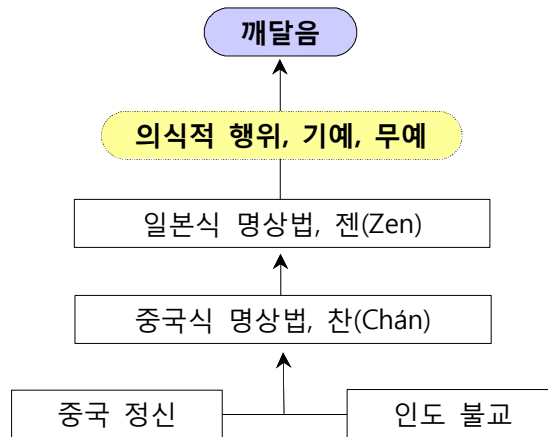 깨달음
의식적 행위, 기예, 무예
일본식 명상법, 젠(Zen)
중국식 명상법, 찬(Chán)
중국 정신
인도 불교